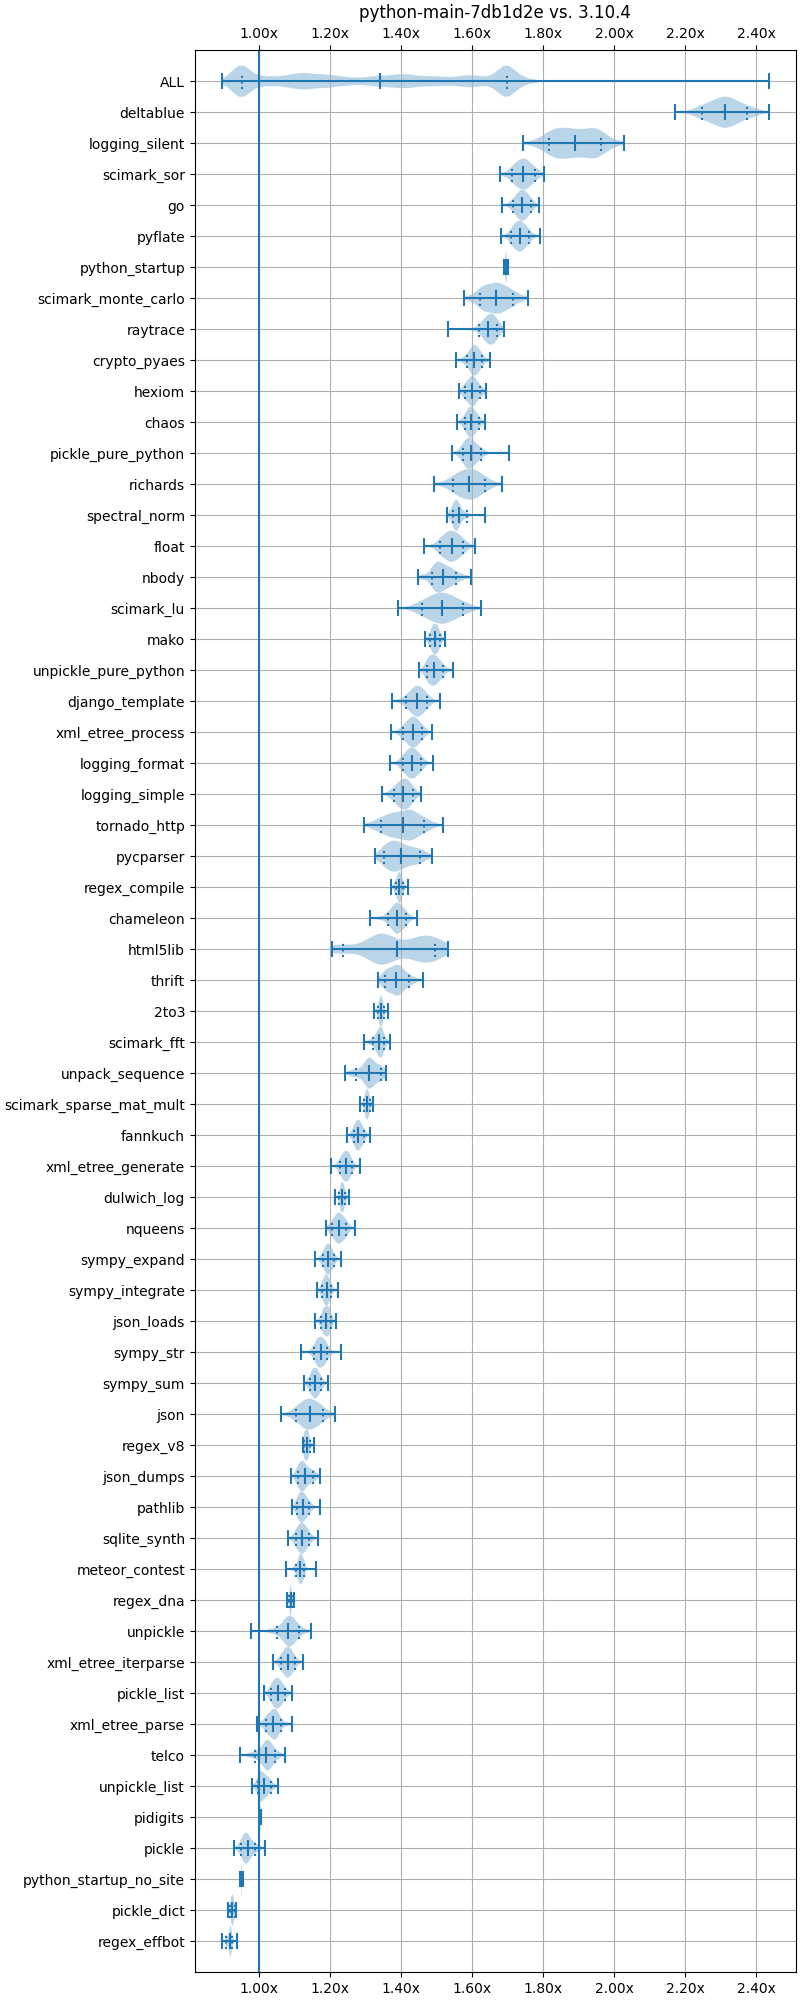 python-main-7db1d2e vs. 3.10.4
1.00x 1.20x 1.40x 1.60x 1.80x 2.00x 2.20x 2.40x
ALL
deltablue
logging_silent
scimark_sor
go
pyflate
python_startup
scimark_monte_carlo
raytrace
crypto_pyaes
hexiom
chaos
pickle_pure_python
richards
spectral_norm
float
nbody
scimark_lu
mako
unpickle_pure_python
django_template
xml_etree_process
logging_format
logging_simple
tornado_http
pycparser
regex_compile
chameleon
html5lib
thrift
2to3
scimark_fft
unpack_sequence
scimark_sparse_mat_mult
fannkuch
xml_etree_generate
dulwich_log
nqueens
sympy_expand
sympy_integrate
json_loads
sympy_str
sympy_sum
json
regex_v8
json_dumps
pathlib
sqlite_synth
meteor_contest
regex_dna
unpickle
xml_etree_iterparse
pickle_list
xml_etree_parse
telco
unpickle_list
pidigits
pickle
python_startup_no_site
pickle_dict
regex_effbot
1.00x 1.20x 1.40x 1.60x 1.80x 2.00x 2.20x 2.40x